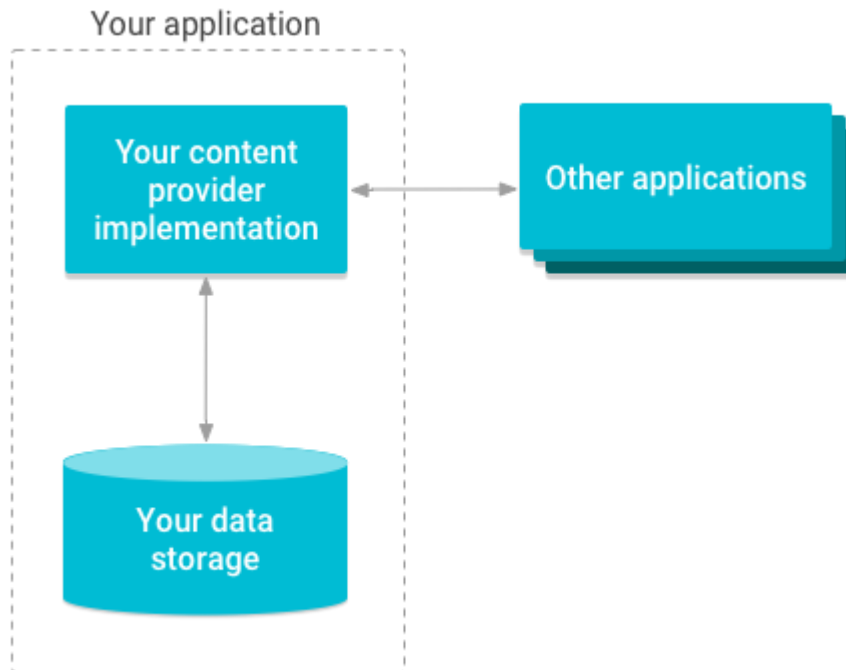 Your application
Your content
provider
implementation
Other applications
Your data
storage